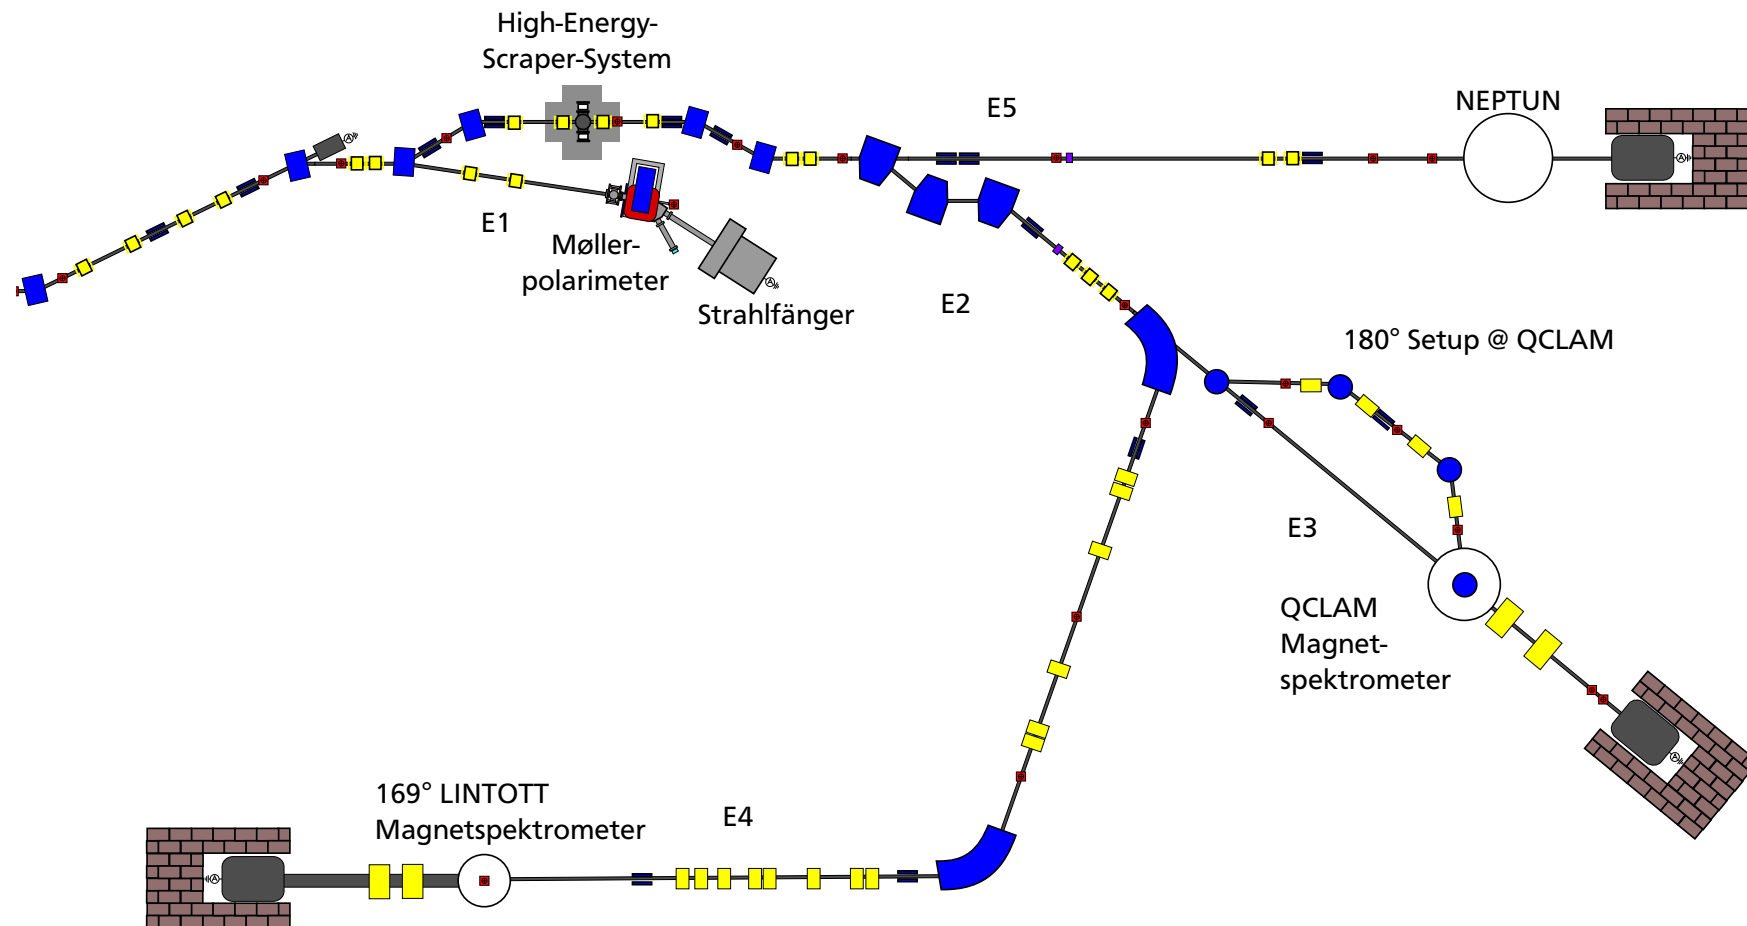 High-Energy-
Scraper-System
E5
NEPTUN
E1
Møller-
polarimeter
Strahlfänger
E2
180° Setup @ QCLAM
E3
QCLAM
Magnet-
spektrometer
169° LINTOTT
Magnetspektrometer
E4